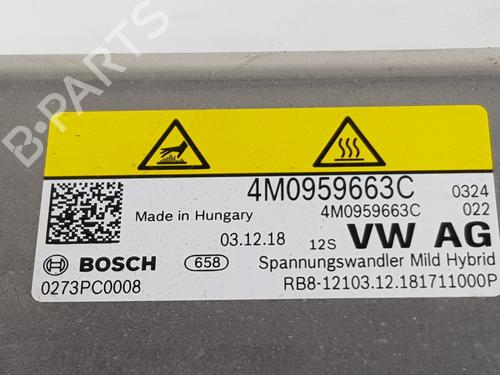 4M0959663C 0324
4M0959663C 022
Made in Hungary
03.12.18 12S VW AG
BOSCH 658 Spannungswandler Mild Hybrid
0273PC0008 RB8-12103.12.181711000P
B-PARTS